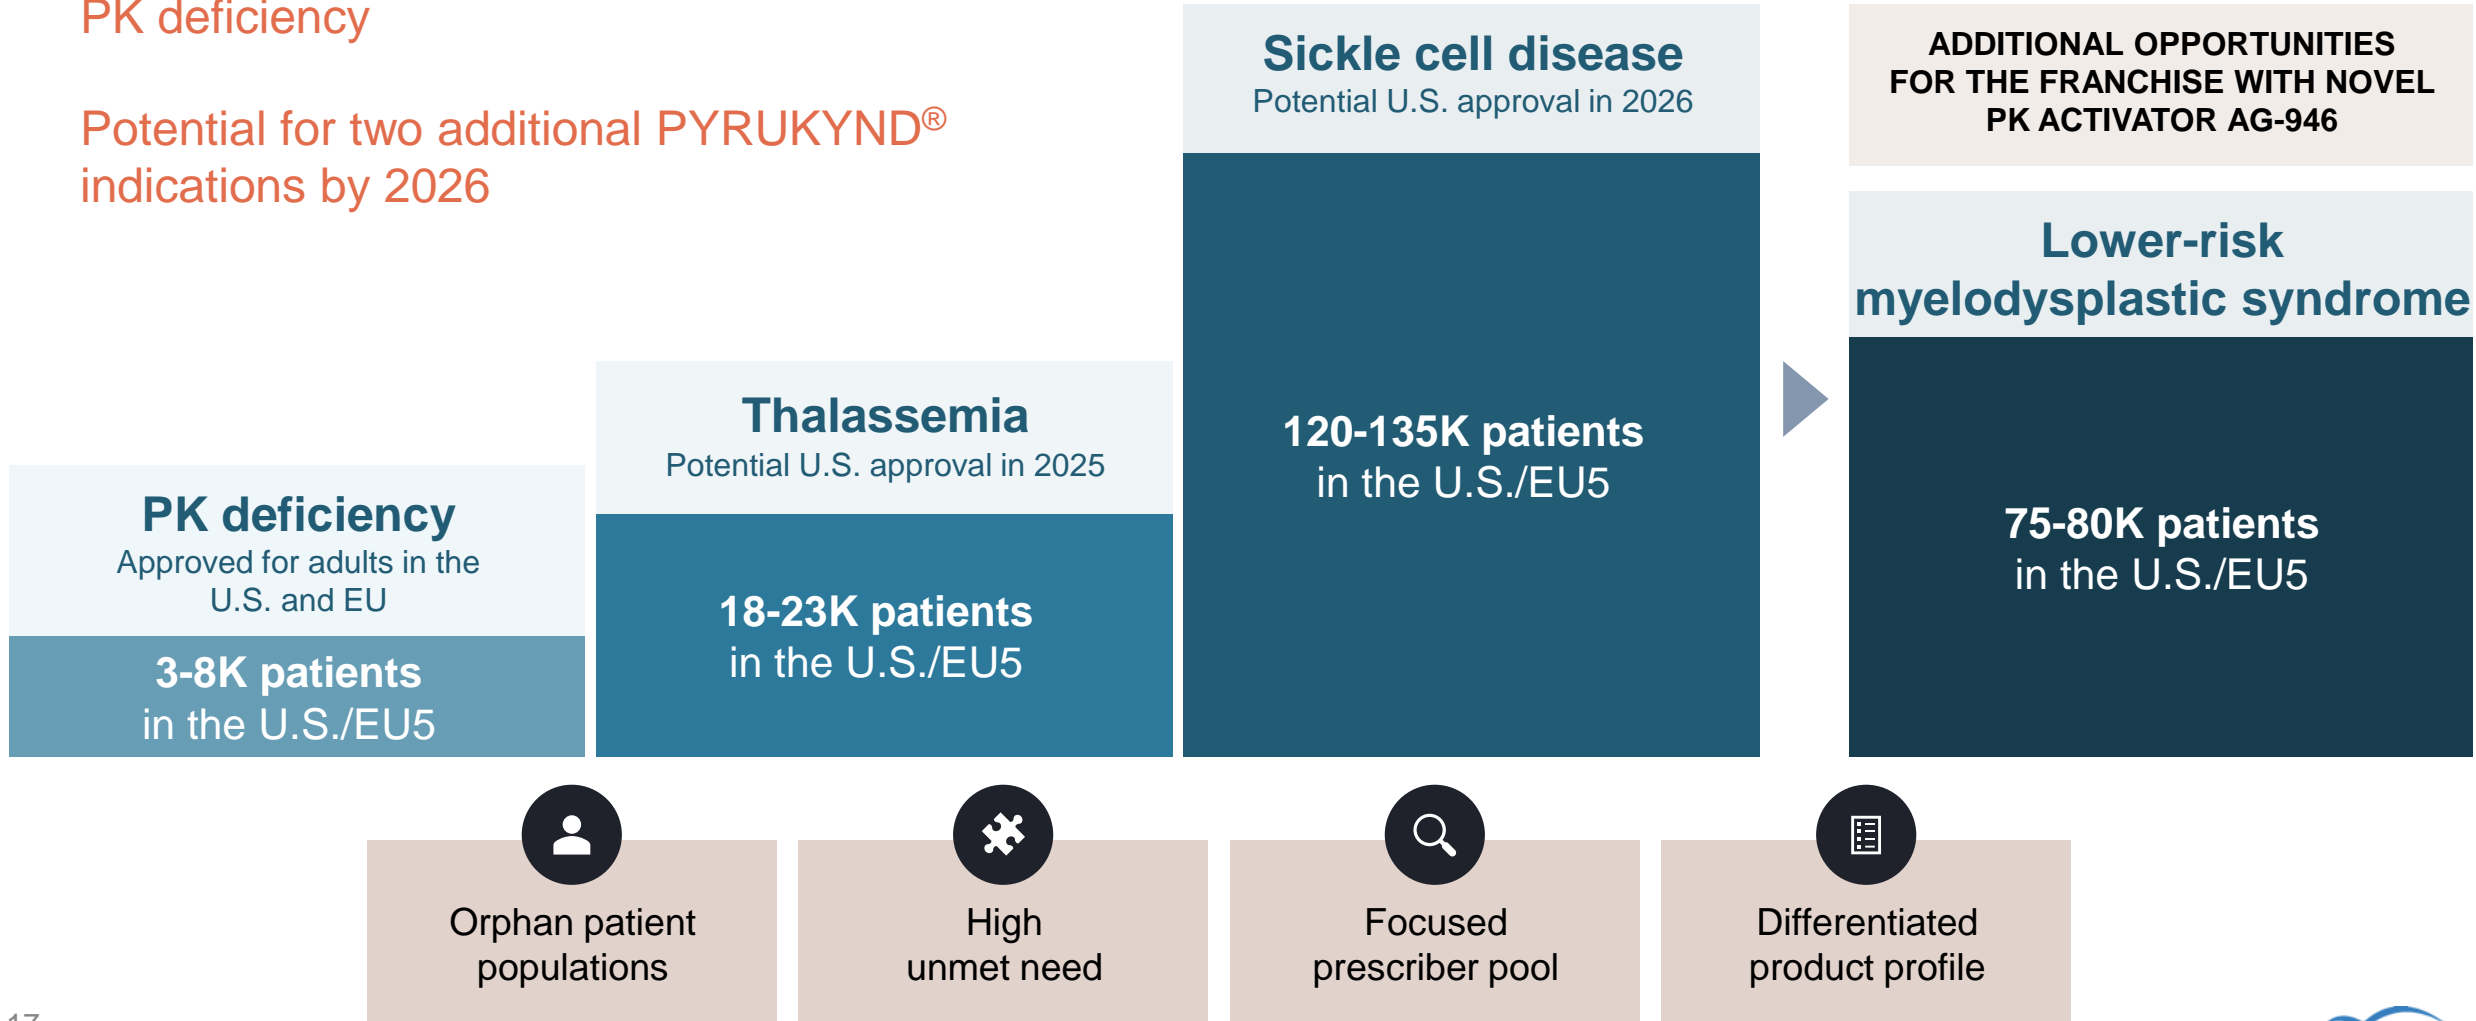 PK deficiency
Potential for two additional PYRUKYND®
indications by 2026
PK deficiency
Approved for adults in the
U.S. and EU
3-8K patients
in the U.S./EU5
Thalassemia
Potential U.S. approval in 2025
18-23K patients
in the U.S./EU5
Sickle cell disease
Potential U.S. approval in 2026
120-135K patients
in the U.S./EU5
ADDITIONAL OPPORTUNITIES
FOR THE FRANCHISE WITH NOVEL
PK ACTIVATOR AG-946
Lower-risk
myelodysplastic syndrome
75-80K patients
in the U.S./EU5
Orphan patient
populations
High
unmet need
Focused
prescriber pool
Differentiated
product profile
17